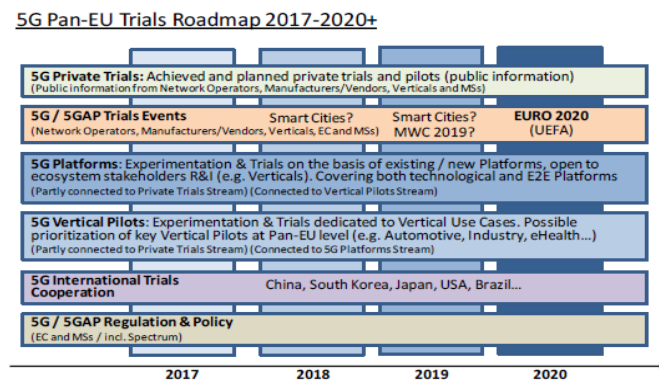 5G Pan-EU Trials Roadmap 2017-2020+
5G Private Trials: Achieved and planned private trials and pilots (public information)
(Public information from Network Operators, Manufacturers/Vendors, Verticals and MSs)
5G / 5GAP Trials Events
(Network Operators, Manufacturers/Vendors, Verticals, EC and MSs)
Smart Cities?
Smart Cities?
MWC 2019?
EURO 2020
(UEFA)
5G Platforms: Experimentation & Trials on the basis of existing / new Platforms, open to
ecosystem stakeholders R&I (e.g. Verticals). Covering both technological and E2E Platforms
(Partly connected to Private Trials Stream) (Connected to Vertical Pilots Stream)
5G Vertical Pilots: Experimentation & Trials dedicated to Vertical Use Cases. Possible
prioritization of key Vertical Pilots at Pan-EU level (e.g. Automotive, Industry, eHealth...)
(Partly connected to Private Trials Stream) (Connected to 5G Platforms Stream)
5G International Trials
Cooperation
China, South Korea, Japan, USA, Brazil...
5G / 5GAP Regulation & Policy
(EC and MSs / incl. Spectrum)
2017
2018
2019
2020